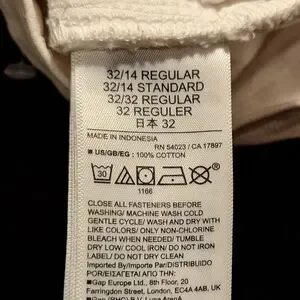 32/14 REGULAR
32/14 STANDARD
32/32 REGULAR
32 REGULER
日本 32
MADE IN INDONESIA
RN 54023 / CA 17897
■ US/GB/EG : 100% COTTON
30
1166
CLOSE ALL FASTENERS BEFORE
WASHING/ MACHINE WASH COLD
GENTLE CYCLE/ WASH AND DRY WITH
LIKE COLORS/ ONLY NON-CHLORINE
BLEACH WHEN NEEDED/ TUMBLE
DRY LOW/ COOL IRON/ DO NOT IRON
LABEL/ DO NOT DRY CLEAN
Imported By/Importe Par/DISTRIBUIDO
POR/ΕΙΣΑΓΕΤΑΙ ΑΠΟ ΤΗΝ:
■Gap Europe Ltd., 8th Floor, 20
Farringdon Street, London, EC4A 4AB, UK
■Gap (RHC) B.V. Luna ArenA